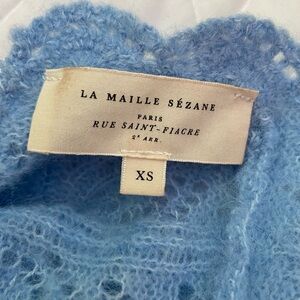 LA MAILLE SÉZANE
PARIS
RUE SAINT-FIACRE
2ᵉ ARR.
XS